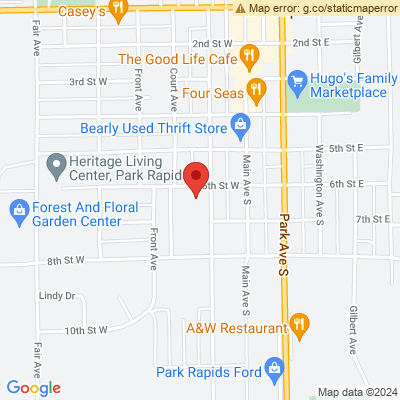 Map error: g.co/staticmaperror
Casey's
Fair Ave
2nd St W
2nd St E
Gilbert Ave
The Good Life Cafe
3rd St W
Front Ave
Court Ave
Hugo's Family
Marketplace
Four Seas
Bearly Used Thrift Store
5th St E
Heritage Living
Center, Park Rapid
6th St W
6th St E
Main Ave S
Washington Ave S
Forest And Floral
Garden Center
7th St E
Park Ave S
Front Ave
8th St W
Main Ave S
Lindy Dr
10th St W
A&W Restaurant
Gilbert Ave
Fair Ave
Park Rapids Ford
Google
Map data ©2024